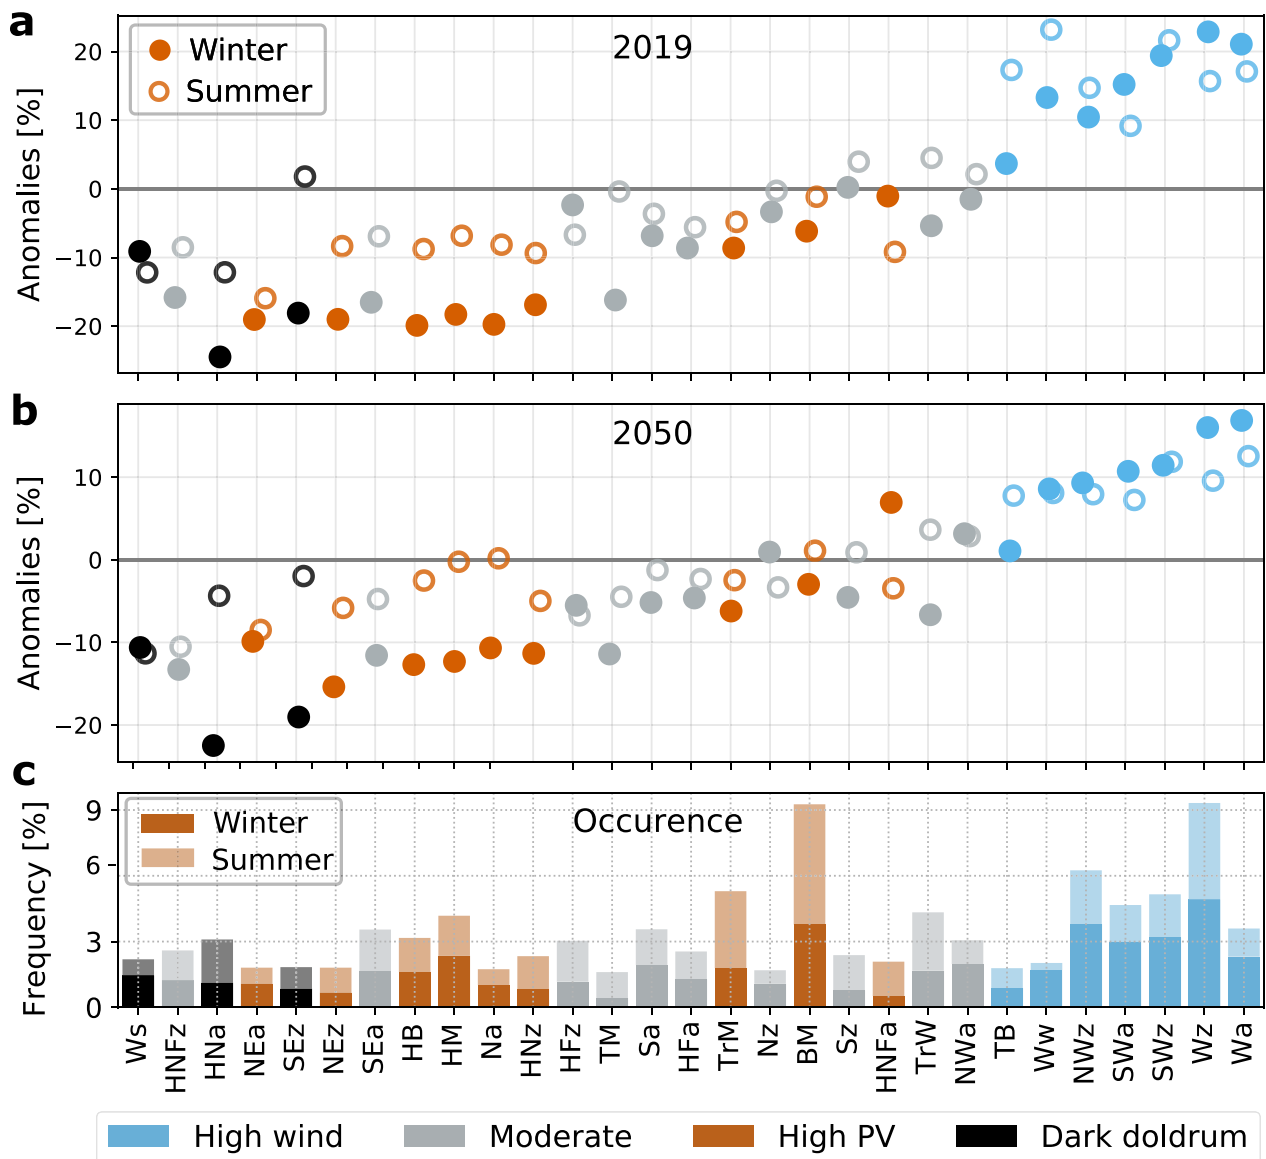 a
2019
Winter
Summer
Anomalies [%]
20
10
0
−10
−20
b
2050
Anomalies [%]
10
0
−10
−20
c
Occurence
Winter
Summer
Frequency [%]
9
6
3
0
Ws HNFz HNa NEa SEz NEz SEa HB HM Na HNz HFz TM Sa HFa TrM Nz BM Sz HNFa TrW NWa TB Ww NWz SWa SWz Wz Wa
High wind Moderate High PV Dark doldrum